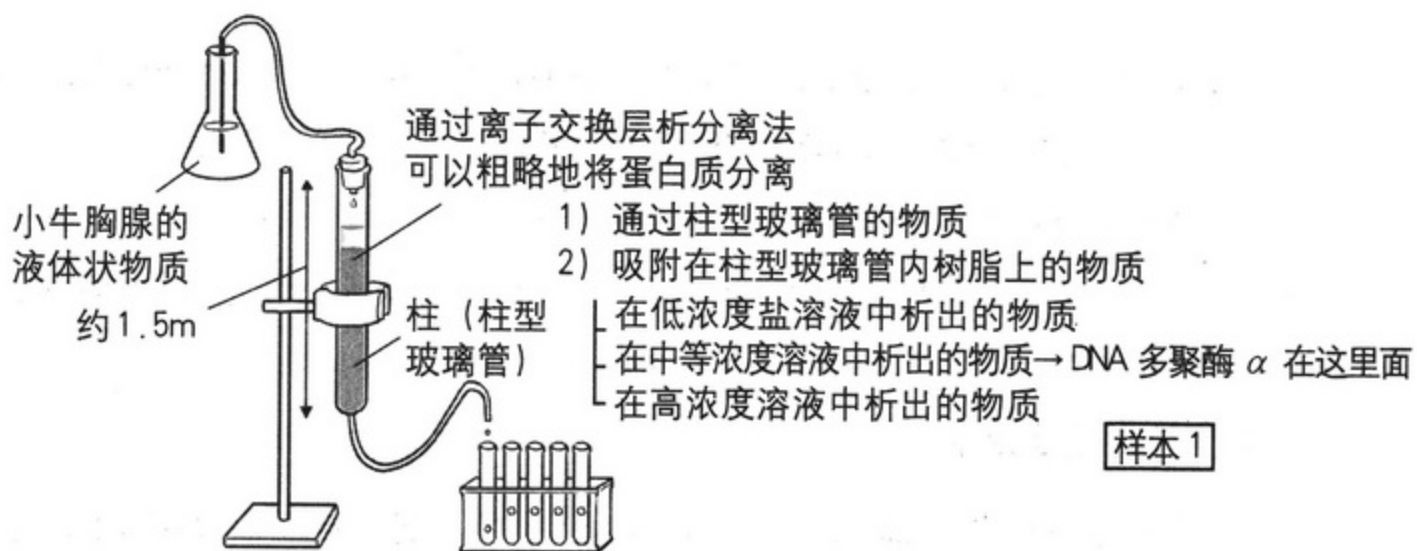 通过离子交换层析分离法
可以粗略地将蛋白质分离
小牛胸腺的
液体状物质
约1.5m
柱（柱型
玻璃管）
1) 通过柱型玻璃管的物质
2) 吸附在柱型玻璃管内树脂上的物质
在低浓度盐溶液中析出的物质
在中等浓度溶液中析出的物质→DNA 多聚酶 α 在这里面
在高浓度溶液中析出的物质
样本1